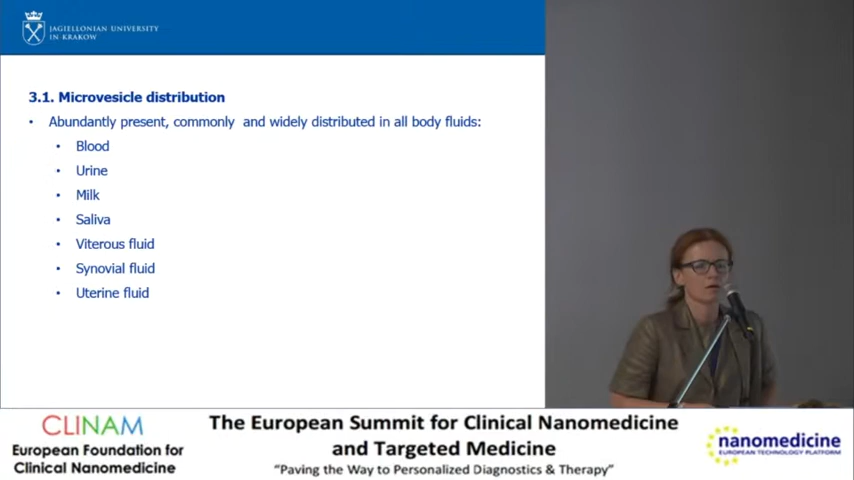 JAGIELLONIAN UNIVERSITY
IN KRAKOW
3.1. Microvesicle distribution
• Abundantly present, commonly and widely distributed in all body fluids:
• Blood
• Urine
• Milk
• Saliva
• Viterous fluid
• Synovial fluid
• Uterine fluid
CLINAM
European Foundation for
Clinical Nanomedicine
The European Summit for Clinical Nanomedicine
and Targeted Medicine
“Paving the Way to Personalized Diagnostics & Therapy”
nanomedicine
EUROPEAN TECHNOLOGY PLATFORM